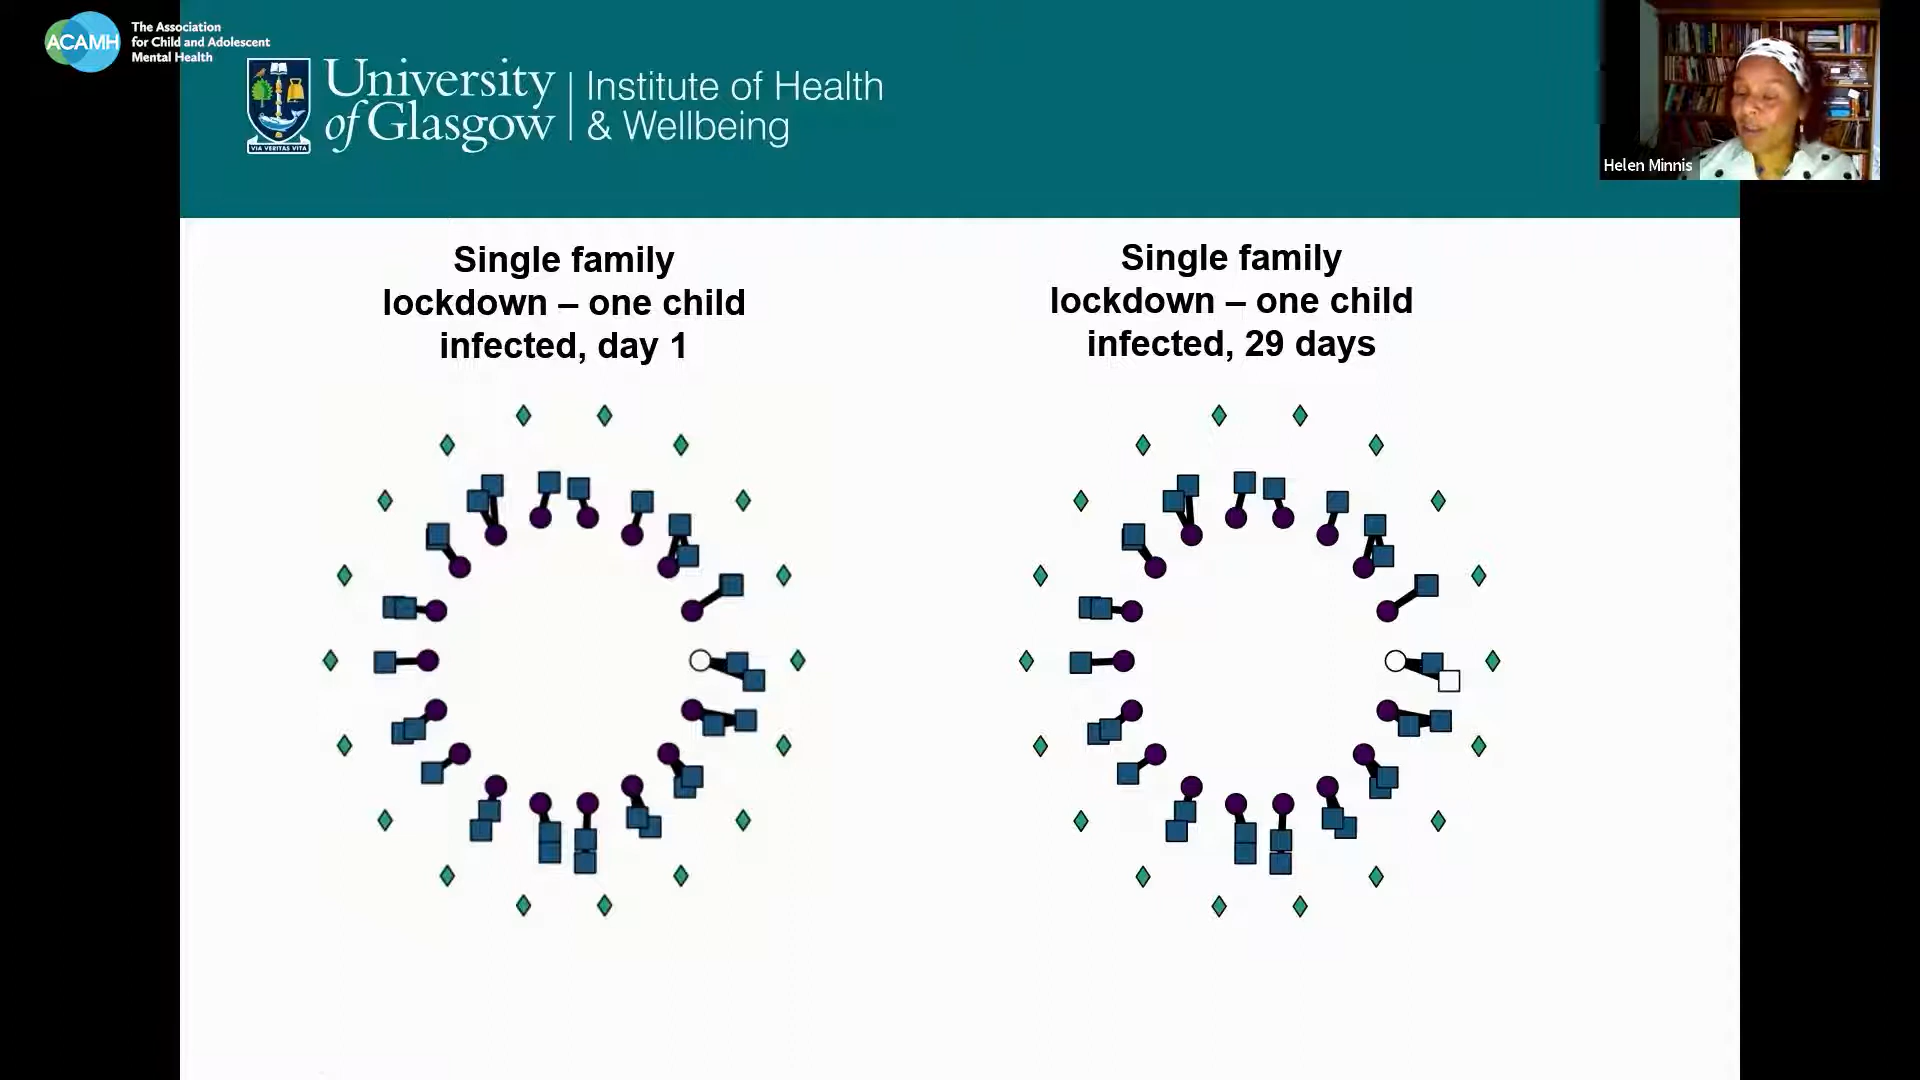 ACAMH
The Association
for Child and Adolescent
Mental Health
University
of Glasgow
VIA VERITAS VITA
Institute of Health
& Wellbeing
Helen Minnis
Single family
lockdown – one child
infected, day 1
Single family
lockdown – one child
infected, 29 days